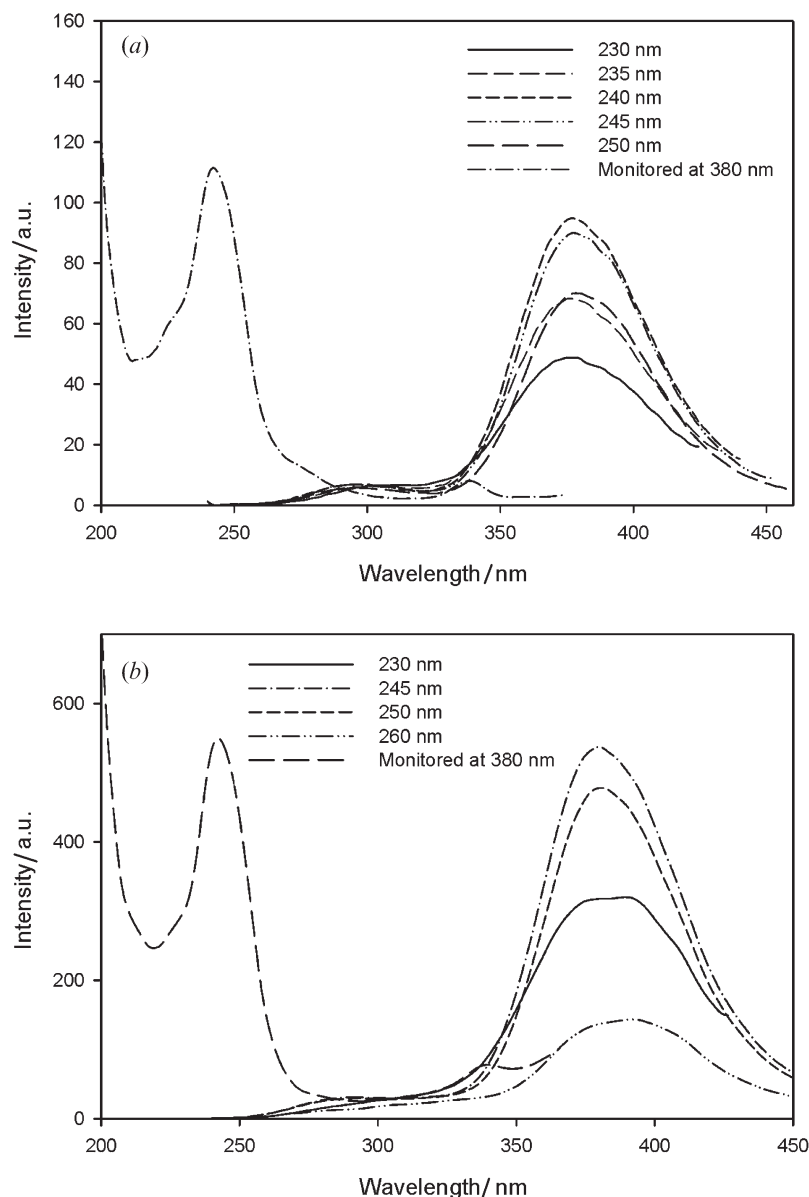 160
140
120
100
80
60
40
20
0
Intensity/a.u.
(a)
230 nm
235 nm
240 nm
245 nm
250 nm
Monitored at 380 nm
200 250 300 350 400 450
Wavelength/nm
600
400
200
0
Intensity/a.u.
(b)
230 nm
245 nm
250 nm
260 nm
Monitored at 380 nm
200 250 300 350 400 450
Wavelength/nm